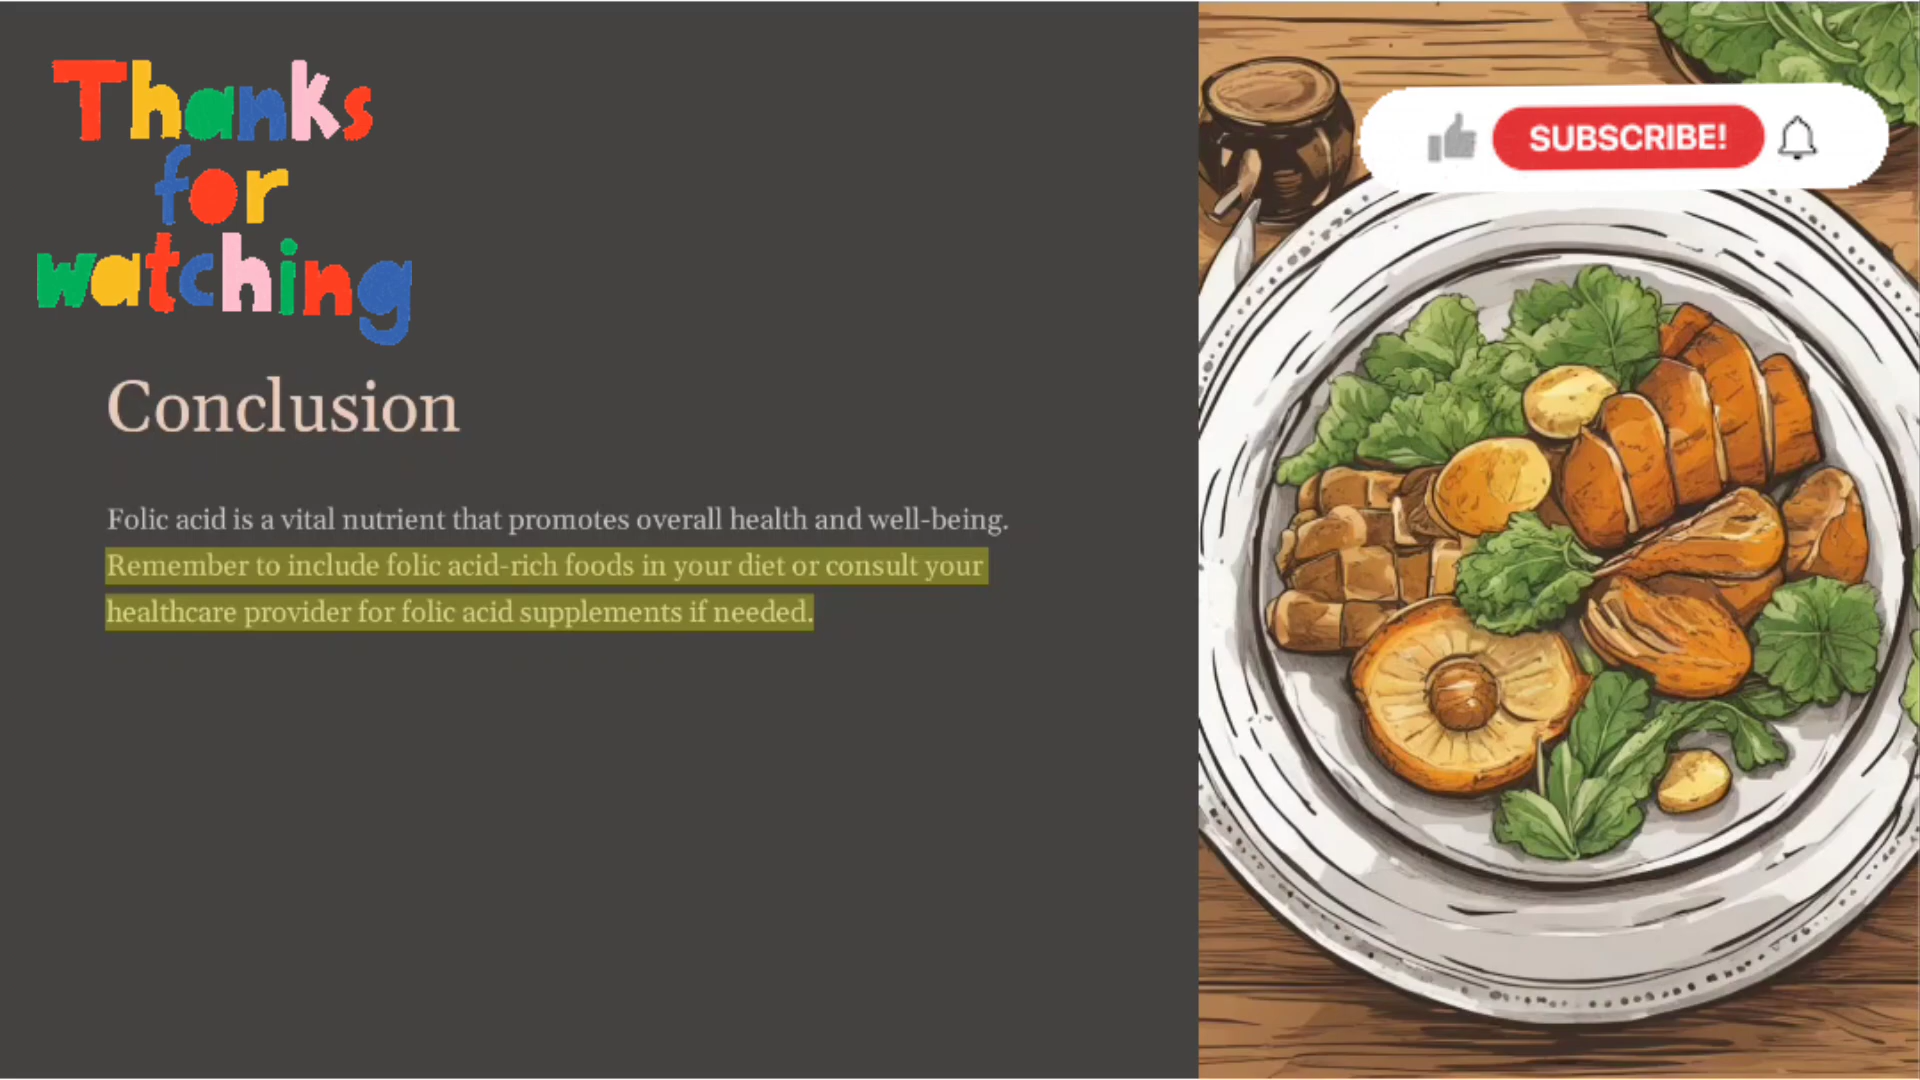 Thanks
for
watching
SUBSCRIBE!
Conclusion
Folic acid is a vital nutrient that promotes overall health and well-being.
Remember to include folic acid-rich foods in your diet or consult your
healthcare provider for folic acid supplements if needed.